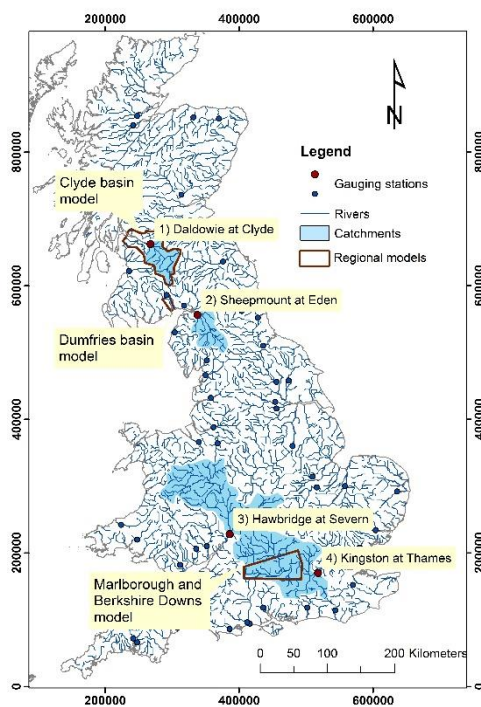 200000
400000
600000
800000
600000
400000
200000
0
N
Legend
Gauging stations
Rivers
Catchments
Regional models
Clyde basin
model
1) Daldowie at Clyde
2) Sheepmount at Eden
Dumfries basin
model
3) Hawbridge at Severn
4) Kingston at Thames
Marlborough and
Berkshire Downs
model
0 50 100 200 Kilometers
800000
600000
400000
200000
0
200000
400000
600000